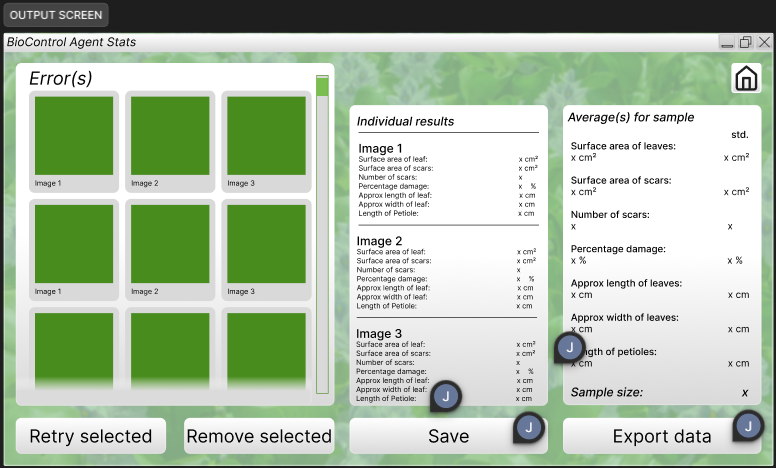 OUTPUT SCREEN
BioControl Agent Stats
Error(s)
Image 1 Image 2 Image 3
Image 1 Image 2 Image 3
Retry selected
Remove selected
Individual results
Image 1
Surface area of leaf: x cm²
Surface area of scars: x cm²
Number of scars: x
Percentage damage: x %
Approx length of leaf: x cm
Approx width of leaf: x cm
Length of Petiole: x cm
Image 2
Surface area of leaf: x cm²
Surface area of scars: x cm²
Number of scars: x
Percentage damage: x %
Approx length of leaf: x cm
Approx width of leaf: x cm
Length of Petiole: x cm
Image 3
Surface area of leaf: x cm²
Surface area of scars: x cm²
Number of scars: x
Percentage damage: x %
Approx length of leaf: x cm
Approx width of leaf: x cm
Length of Petiole: x cm
J
Save
J
Average(s) for sample
std.
Surface area of leaves:
x cm² x cm²
Surface area of scars:
x cm² x cm²
Number of scars:
x x
Percentage damage:
x % x %
Approx length of leaves:
x cm x cm
Approx width of leaves:
x cm x cm
J
of petioles:
x cm x cm
Sample size: x
Export data
J